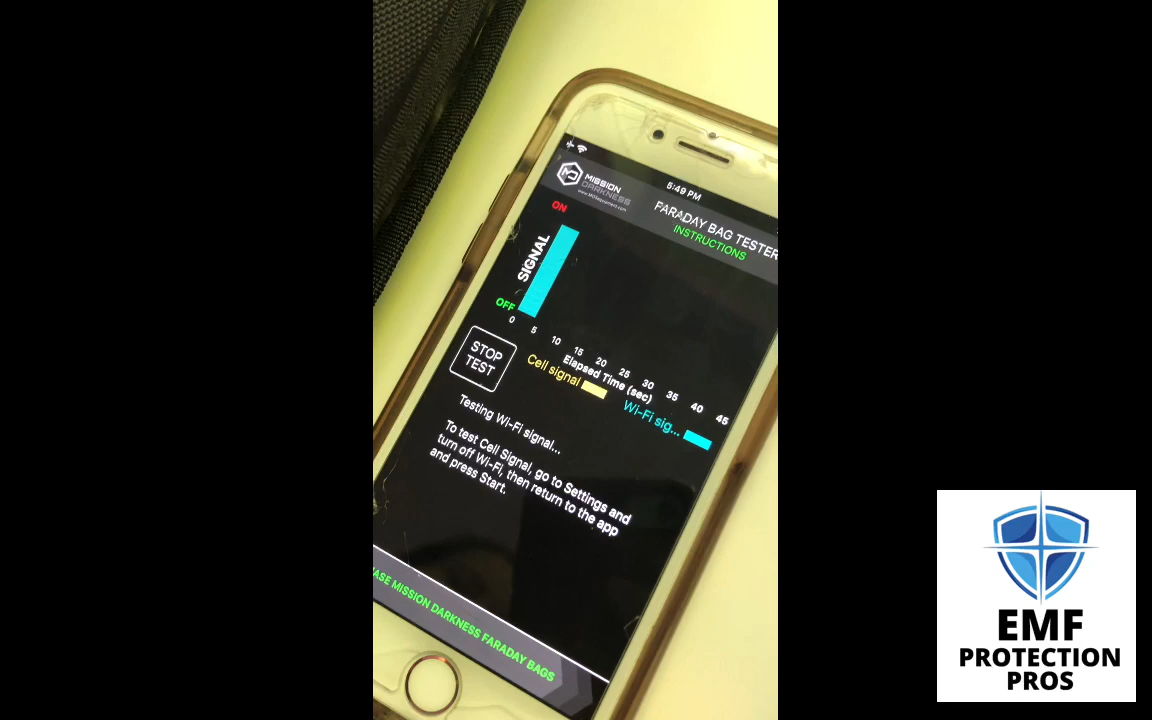 5:49 PM
MISSION
DARKNESS
FARADAY BAG TESTER
INSTRUCTIONS
ON
SIGNAL
OFF
0 5 10 15 20 25 30 35 40 45
Elapsed Time (sec)
STOP
TEST
Cell signal
Wi-Fi sig...
Testing Wi-Fi signal...
To test Cell Signal, go to Settings and
turn off Wi-Fi, then return to the app
and press Start.
ASE MISSION DARKNESS FARADAY BAGS
EMF
PROTECTION
PROS